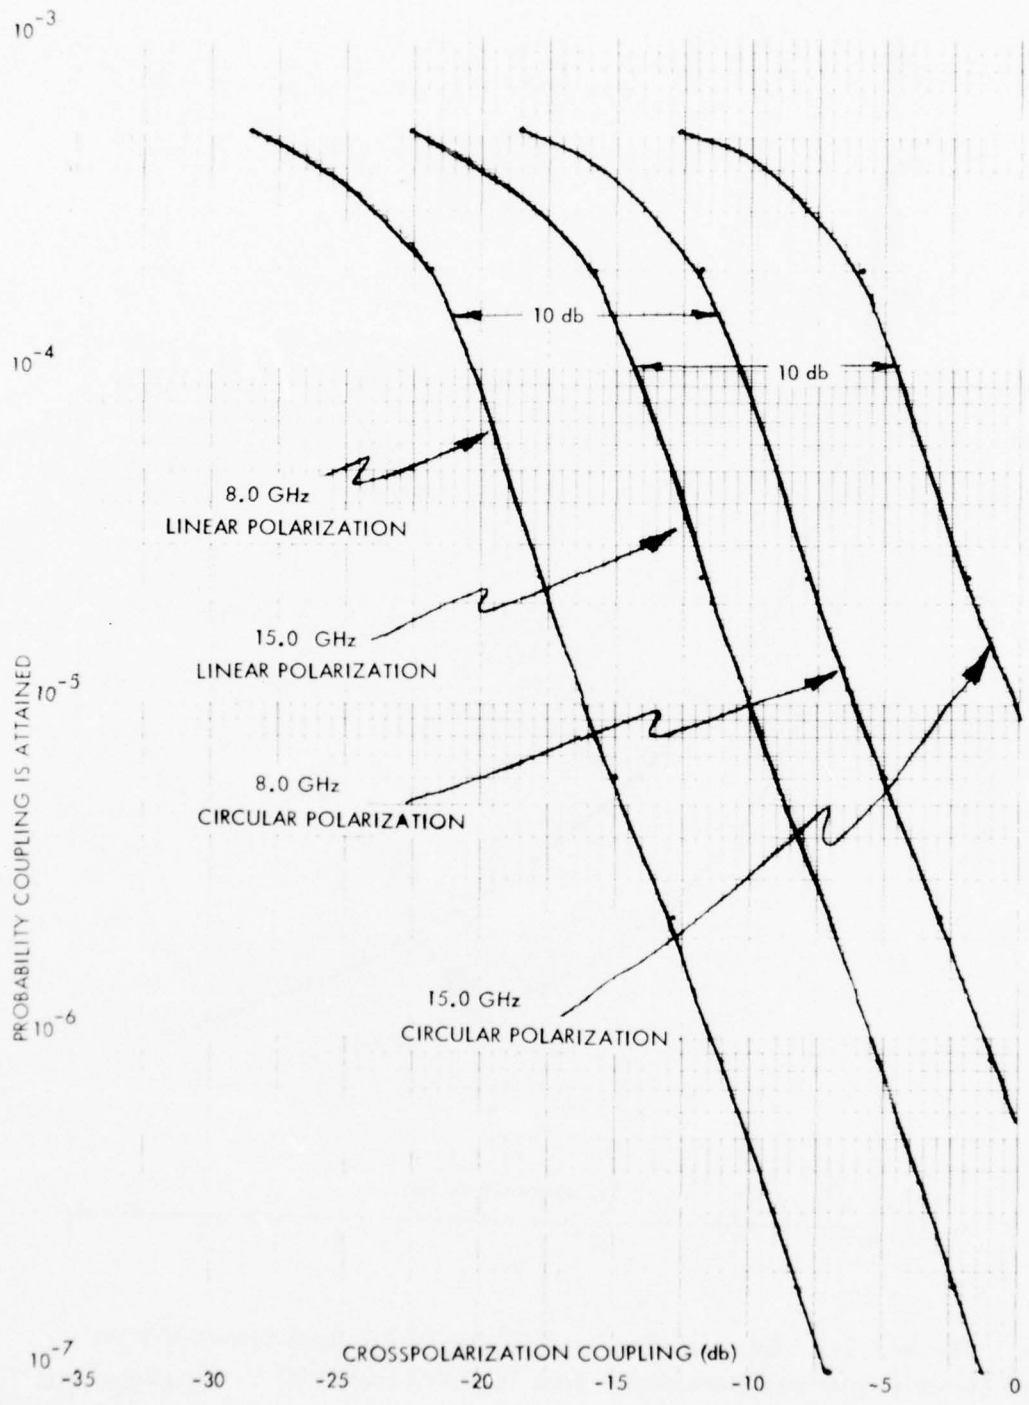 10-3
10 db
10-4
10 db
8.0 GHz
LINEAR POLARIZATION
15.0 GHz
LINEAR POLARIZATION
PROBABILITY COUPLING IS ATTAINED
10-5
8.0 GHz
CIRCULAR POLARIZATION
15.0 GHz
CIRCULAR POLARIZATION
10-6
10-7
CROSSPOLARIZATION COUPLING (db)
-35 -30 -25 -20 -15 -10 -5 0